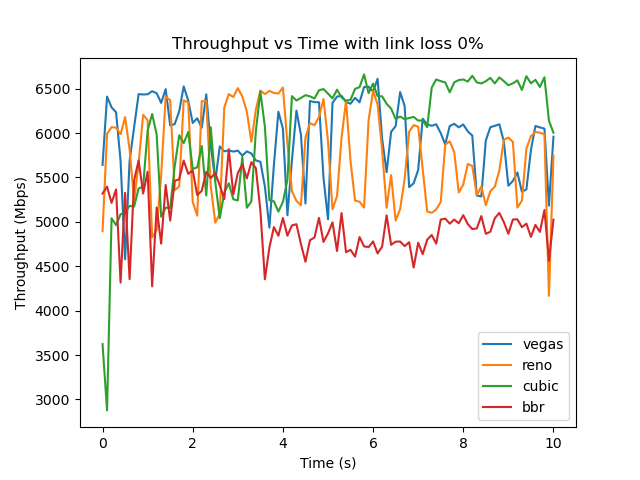 Throughput vs Time with link loss 0%
Throughput (Mbps)
6500
6000
5500
5000
4500
4000
3500
3000
0
2
4
6
8
10
Time (s)
vegas
reno
cubic
bbr